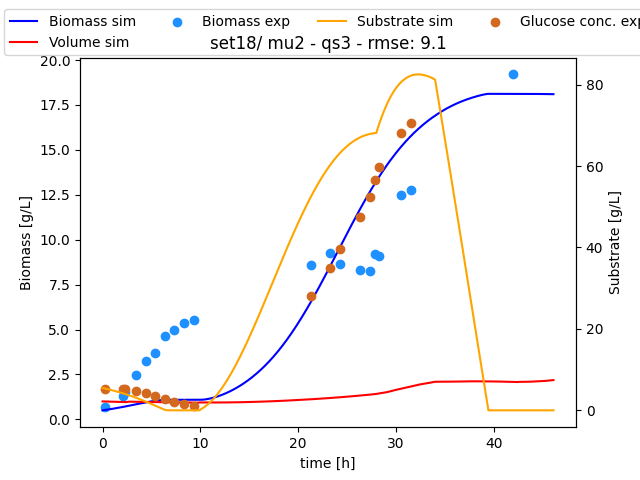 Biomass sim
Biomass exp
Substrate sim
Glucose conc. exp
Volume sim
set18/ mu2 - qs3 - rmse: 9.1
Biomass [g/L]
20.0
17.5
15.0
12.5
10.0
7.5
5.0
2.5
0.0
Substrate [g/L]
80
60
40
20
0
0
10
20
30
40
time [h]